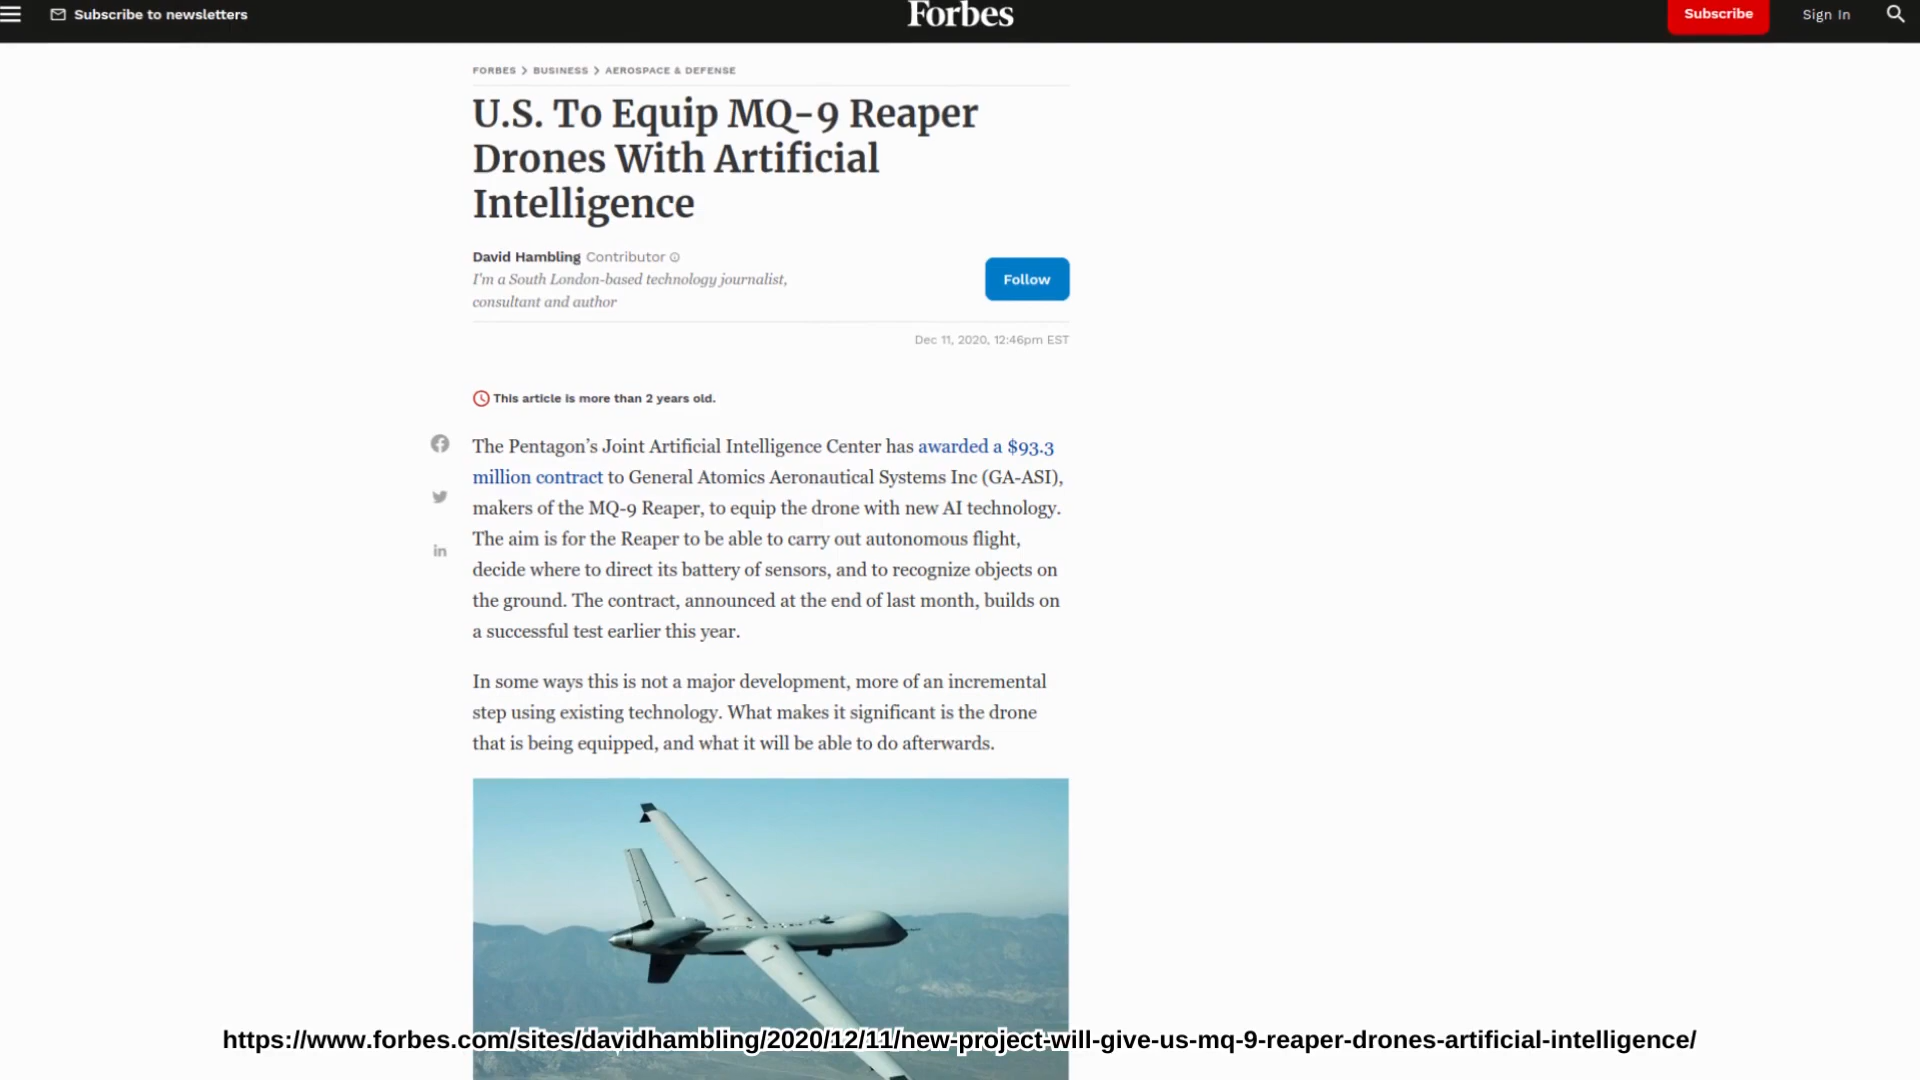 Subscribe to newsletters
Forbes
Subscribe
Sign In
FORBES > BUSINESS > AEROSPACE & DEFENSE
U.S. To Equip MQ-9 Reaper
Drones With Artificial
Intelligence
David Hambling Contributor
I'm a South London-based technology journalist,
consultant and author
Follow
Dec 11, 2020, 12:46pm EST
This article is more than 2 years old.
The Pentagon's Joint Artificial Intelligence Center has awarded a $93.3
million contract to General Atomics Aeronautical Systems Inc (GA-ASI),
makers of the MQ-9 Reaper, to equip the drone with new AI technology.
The aim is for the Reaper to be able to carry out autonomous flight,
decide where to direct its battery of sensors, and to recognize objects on
the ground. The contract, announced at the end of last month, builds on
a successful test earlier this year.
In some ways this is not a major development, more of an incremental
step using existing technology. What makes it significant is the drone
that is being equipped, and what it will be able to do afterwards.
https://www.forbes.com/sites/davidhambling/2020/12/11/new-project-will-give-us-mq-9-reaper-drones-artificial-intelligence/